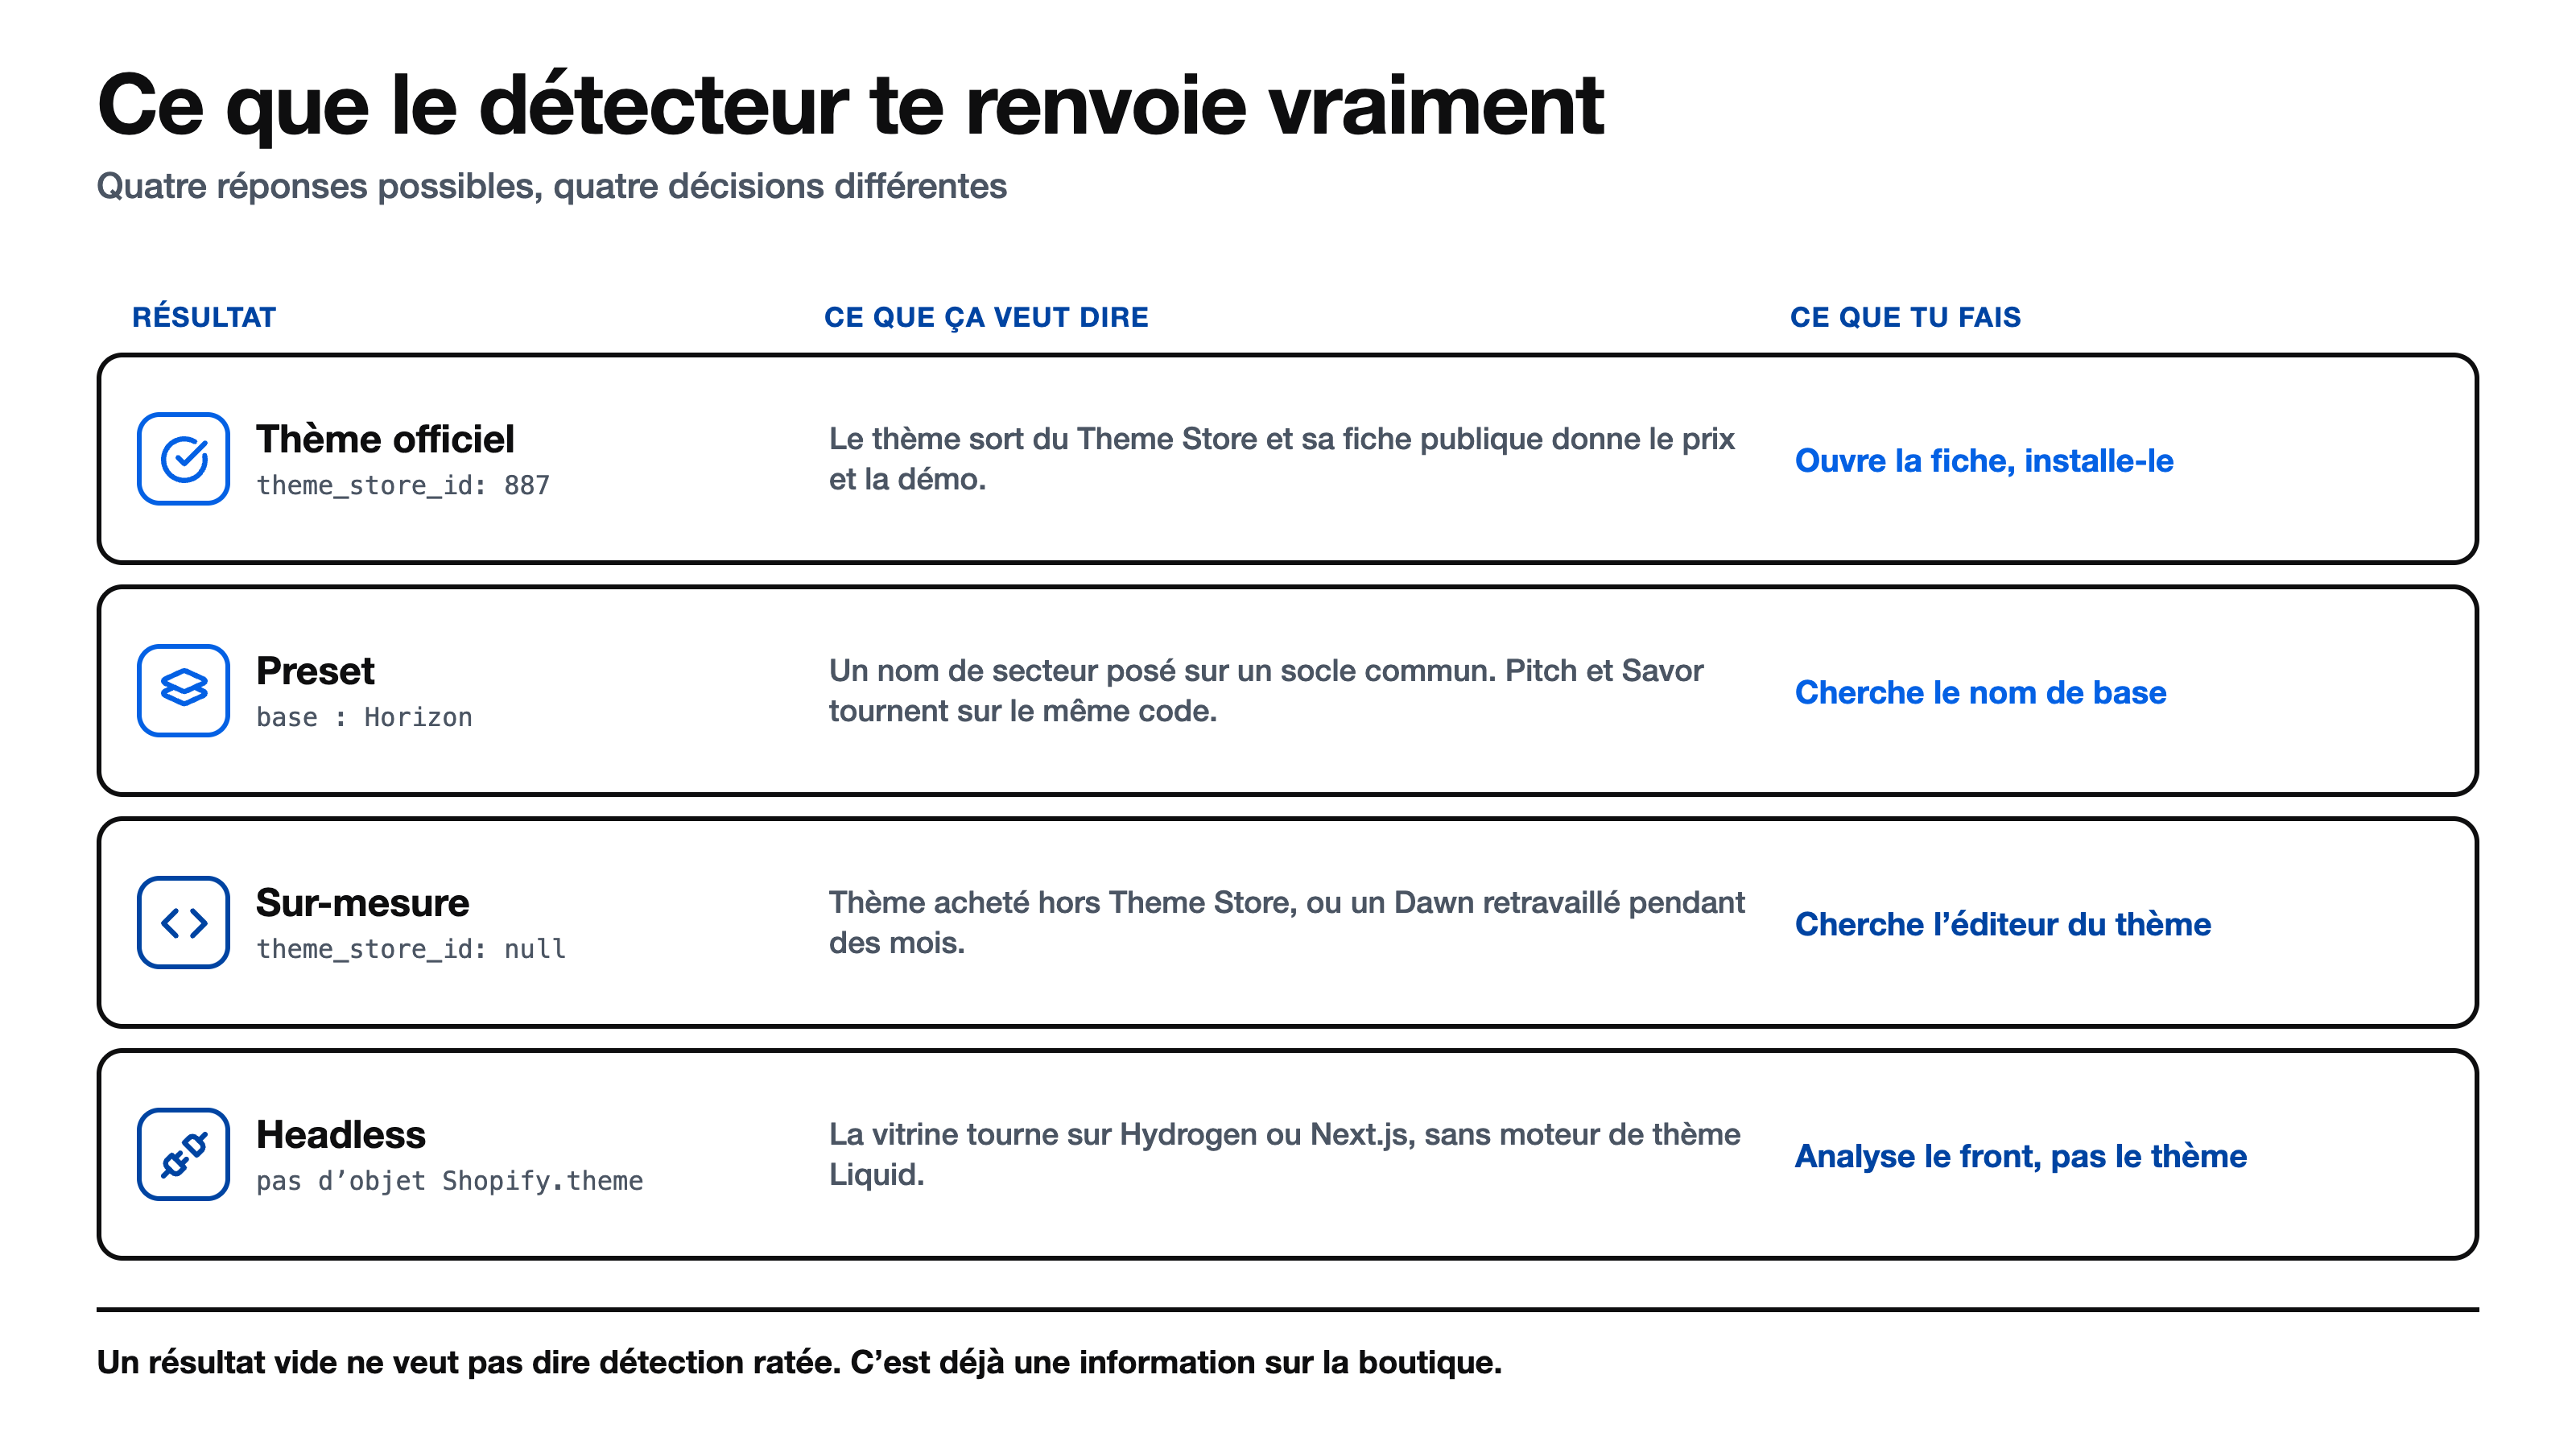 Ce que le détecteur te renvoie vraiment
Quatre réponses possibles, quatre décisions différentes
RÉSULTAT
CE QUE ÇA VEUT DIRE
CE QUE TU FAIS
Thème officiel
theme_store_id: 887
Le thème sort du Theme Store et sa fiche publique donne le prix
et la démo.
Ouvre la fiche, installe-le
Preset
base : Horizon
Un nom de secteur posé sur un socle commun. Pitch et Savor
tournent sur le même code.
Cherche le nom de base
Sur-mesure
theme_store_id: null
Thème acheté hors Theme Store, ou un Dawn retravaillé pendant
des mois.
Cherche l’éditeur du thème
Headless
pas d’objet Shopify.theme
La vitrine tourne sur Hydrogen ou Next.js, sans moteur de thème
Liquid.
Analyse le front, pas le thème
Un résultat vide ne veut pas dire détection ratée. C’est déjà une information sur la boutique.